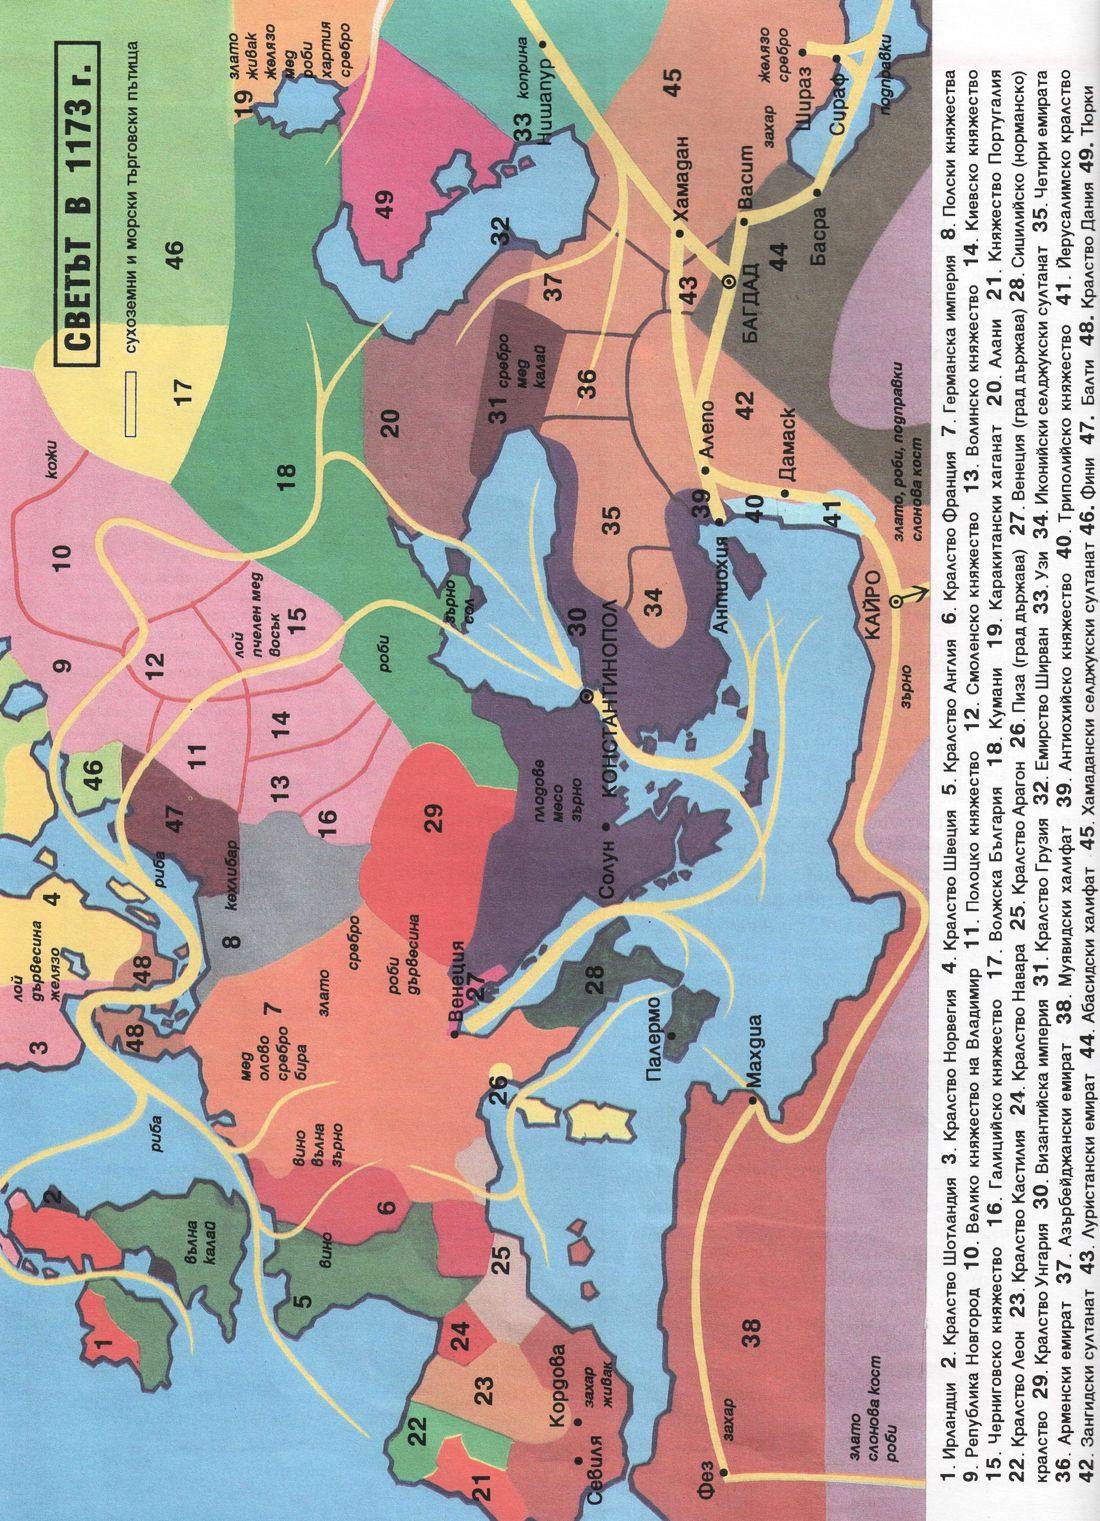 СВЕТЪТ В 1173 г.
сухоземни и морски търговски пътища
злато
живак
желязо
мед
роби
хартия
сребро
19
46
17
кожи
10
9
12
18
лой
пчелен мед
восък
15
14
11
13
16
46
47
риба
кехлибар
8
4
лой
дървесина
желязо
3
48
48
риба
2
1
вълна
калай
5
вино
6
вино
вълна
зърно
7
мед
олово
сребро
бира
злато
сребро
роби
дървесина
29
роби
зърно
сол
20
49
33
коприна
Нишапур
32
37
31
сребро
мед
калай
36
35
34
30
КОНСТАНТИНОПОЛ
плодове
месо
зърно
Солун
Венеция
27
28
26
Палермо
Махдиа
25
24
23
22
21
Кордова
захар
живак
Севиля
Фез
захар
38
злато
слонова кост
роби
45
Хамадан
43
БАГДАД
44
Васит
Басра
захар
желязо
сребро
Шираз
Сираф
подправки
42
Алепо
Дамаск
39
40
41
Антиохия
КАЙРО
зърно
злато, роби, подправки
слонова кост
1. Ирландци 2. Кралство Шотландия 3. Кралство Норвегия 4. Кралство Швеция 5. Кралство Англия 6. Кралство Франция 7. Германска империя 8. Полски княжества
9. Република Новгород 10. Велико княжество на Владимир 11. Полоцко княжество 12. Смоленско княжество 13. Волинско княжество 14. Киевско княжество
15. Черниговско княжество 16. Галицийско княжество 17. Волжска България 18. Кумани 19. Каракитански хаганат 20. Алани 21. Княжество Португалия
22. Кралство Леон 23. Кралство Кастилия 24. Кралство Навара 25. Кралство Арагон 26. Пиза (град държава) 27. Венеция (град държава) 28. Сицилийско (норманско)
кралство 29. Кралство Унгария 30. Византийска империя 31. Кралство Грузия 32. Емирство Ширван 33. Узи 34. Иконийски селджукски султанат 35. Четири емирата
36. Арменски емират 37. Азърбейджански емират 38. Муявидски халифат 39. Антиохийско княжество 40. Триполийско княжество 41. Йерусалимско кралство
42. Зангидски султанат 43. Луристански емират 44. Абасидски халифат 45. Хамадански селджукски султанат 46. Фини 47. Балти 48. Кралство Дания 49. Тюрки